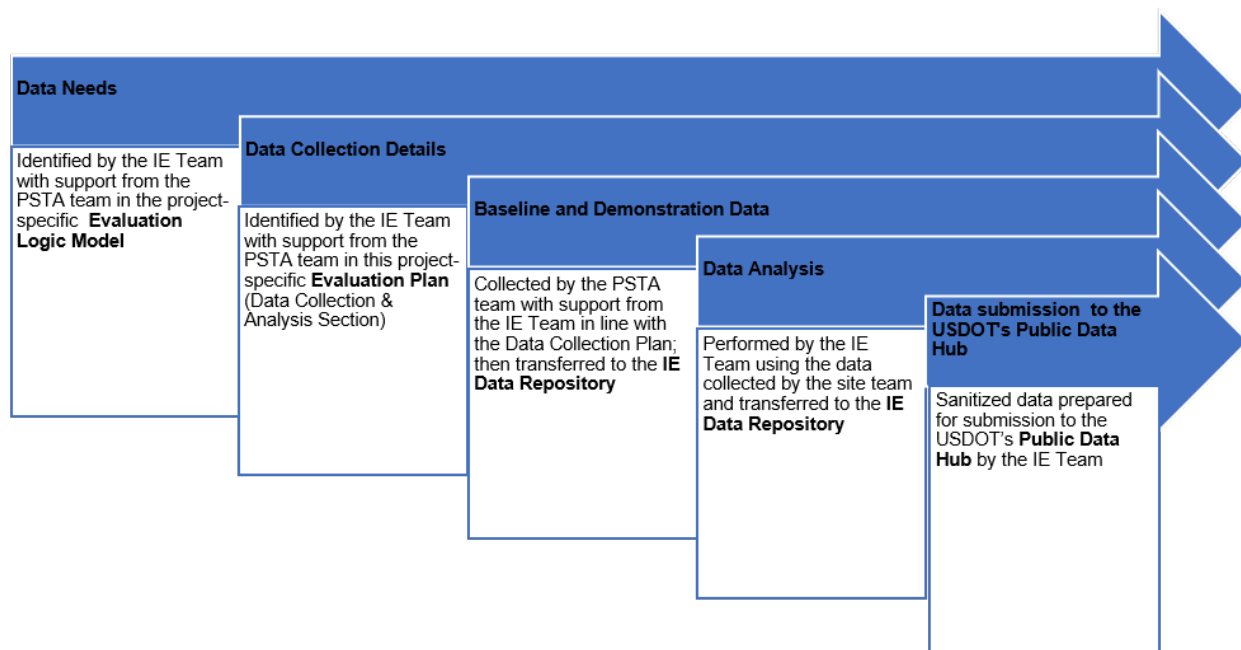 Data Needs
Identified by the IE Team
with support from the
PSTA team in the project-
specific Evaluation
Logic Model
Data Collection Details
Identified by the IE Team
with support from the
PSTA team in this project-
specific Evaluation Plan
(Data Collection &
Analysis Section)
Baseline and Demonstration Data
Collected by the PSTA
team with support from
the IE Team in line with
the Data Collection Plan;
then transferred to the IE
Data Repository
Data Analysis
Performed by the IE
Team using the data
collected by the site team
and transferred to the IE
Data Repository
Data submission to the
USDOT's Public Data
Hub
Sanitized data prepared
for submission to the
USDOT’s Public Data
Hub by the IE Team